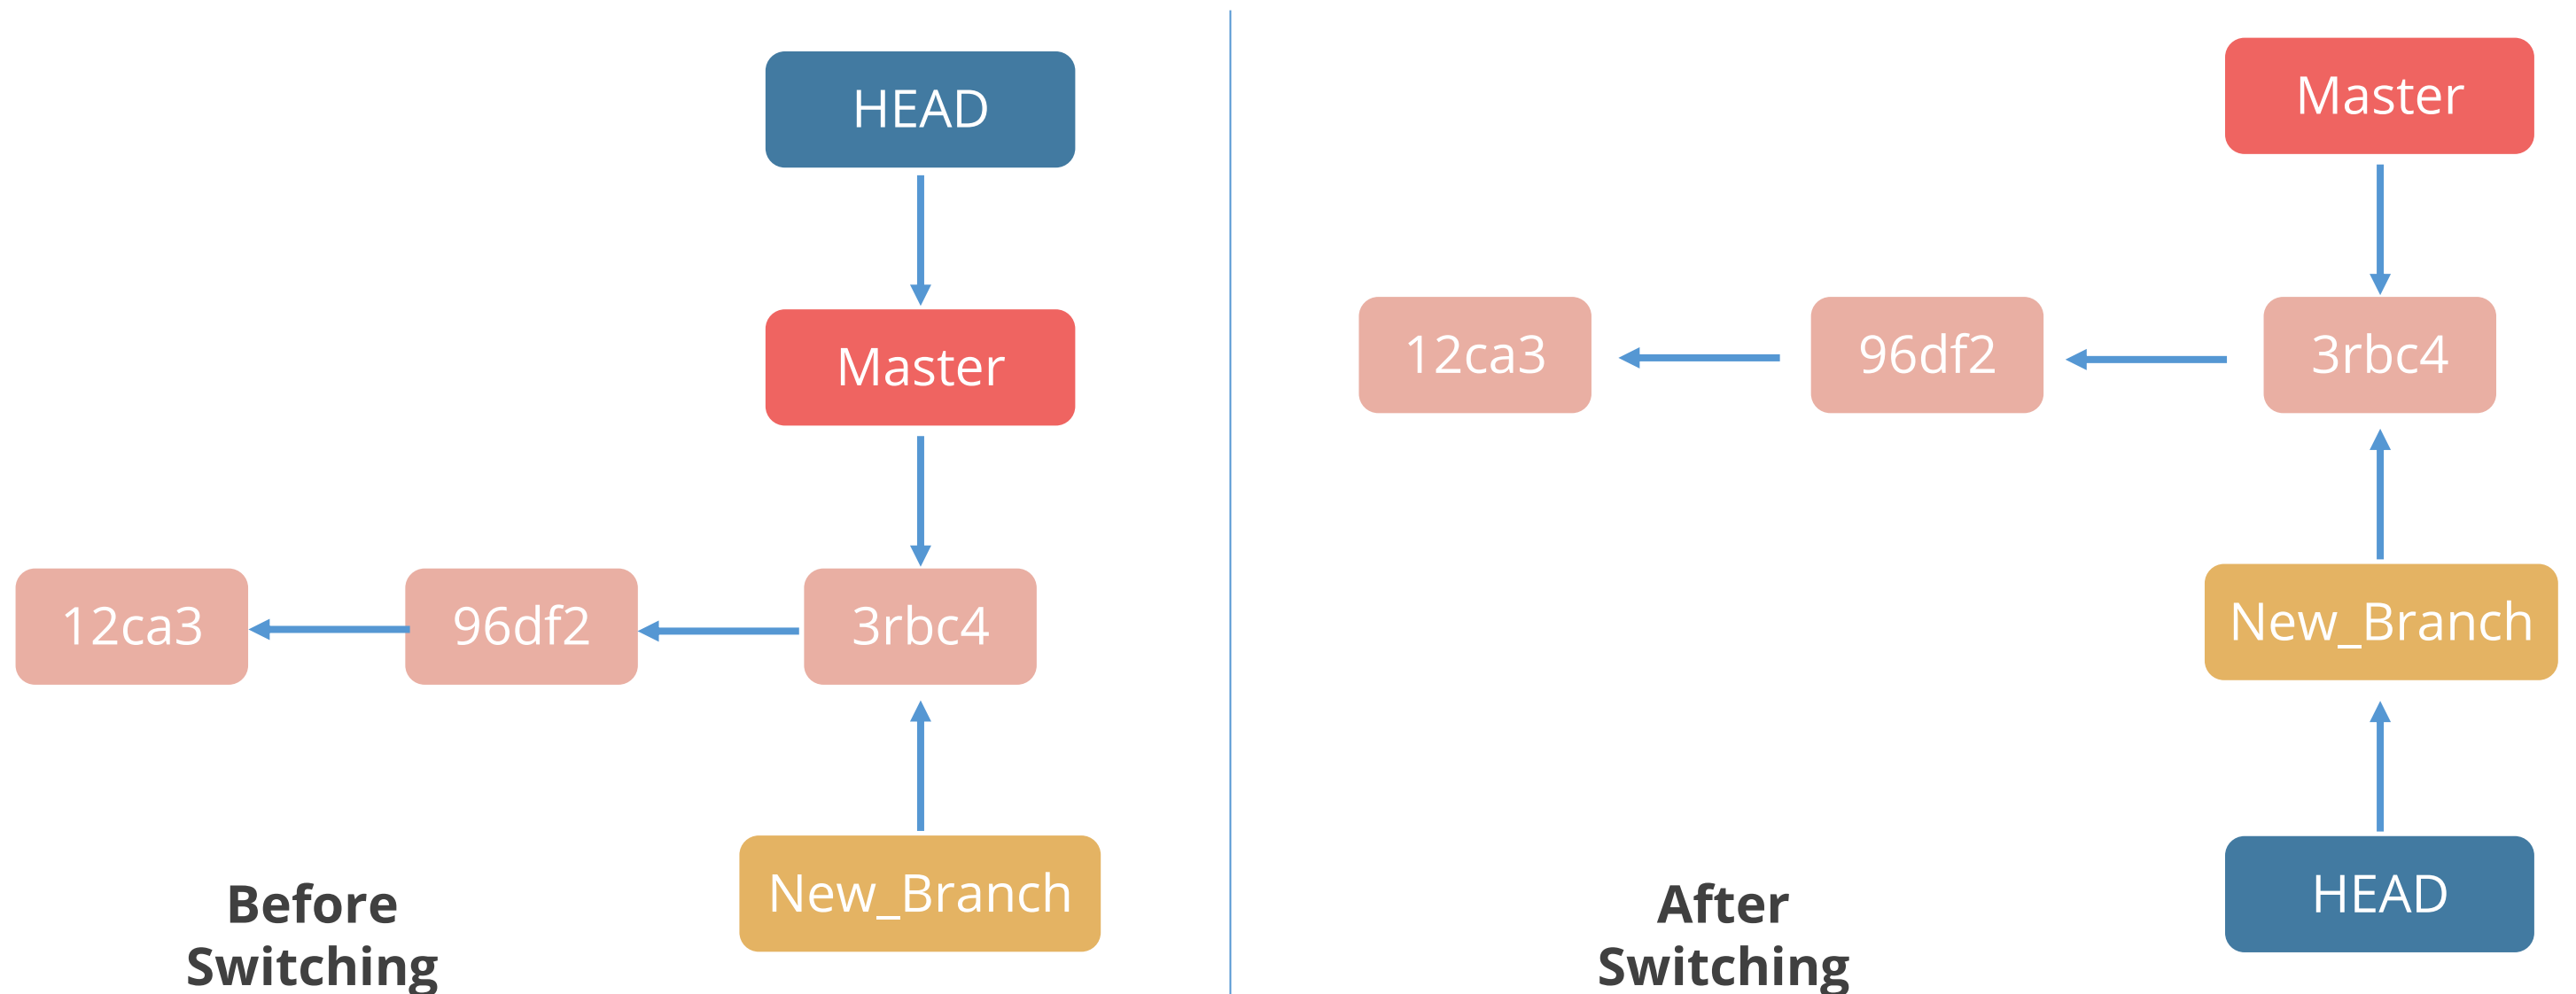 HEAD
Master
12ca3
96df2
3rbc4
New_Branch
Before
Switching
Master
12ca3
96df2
3rbc4
New_Branch
HEAD
After
Switching